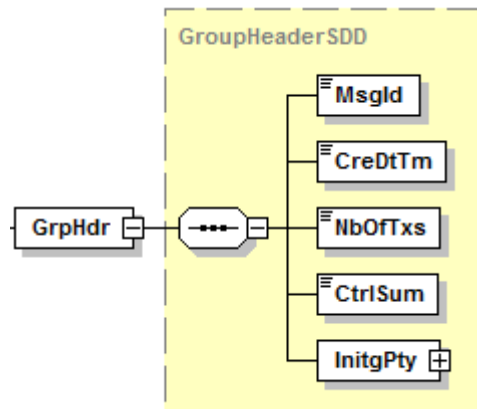 GroupHeaderSDD
MsgId
CreDtTm
GrpHdr
NbOfTxs
CtrlSum
InitgPty